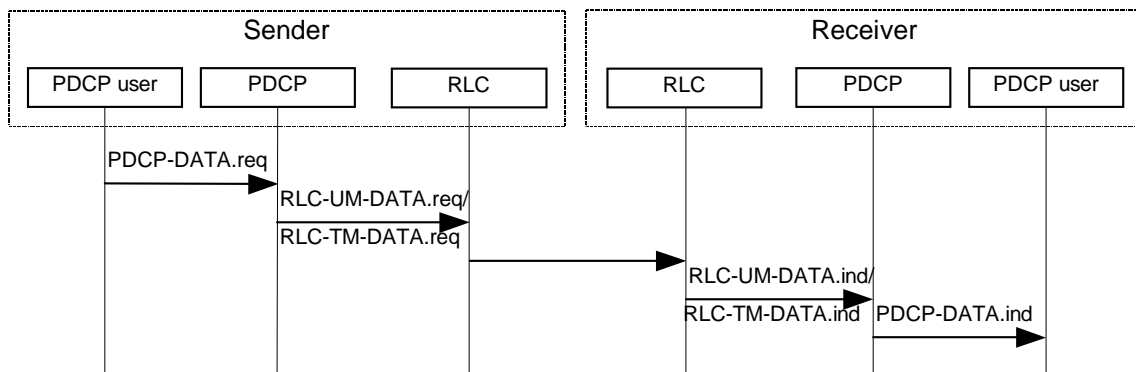 Sender
Receiver
PDCP user
PDCP
RLC
RLC
PDCP
PDCP user
PDCP-DATA.req
RLC-UM-DATA.req/
RLC-TM-DATA.req
RLC-UM-DATA.ind/
RLC-TM-DATA.ind
PDCP-DATA.ind